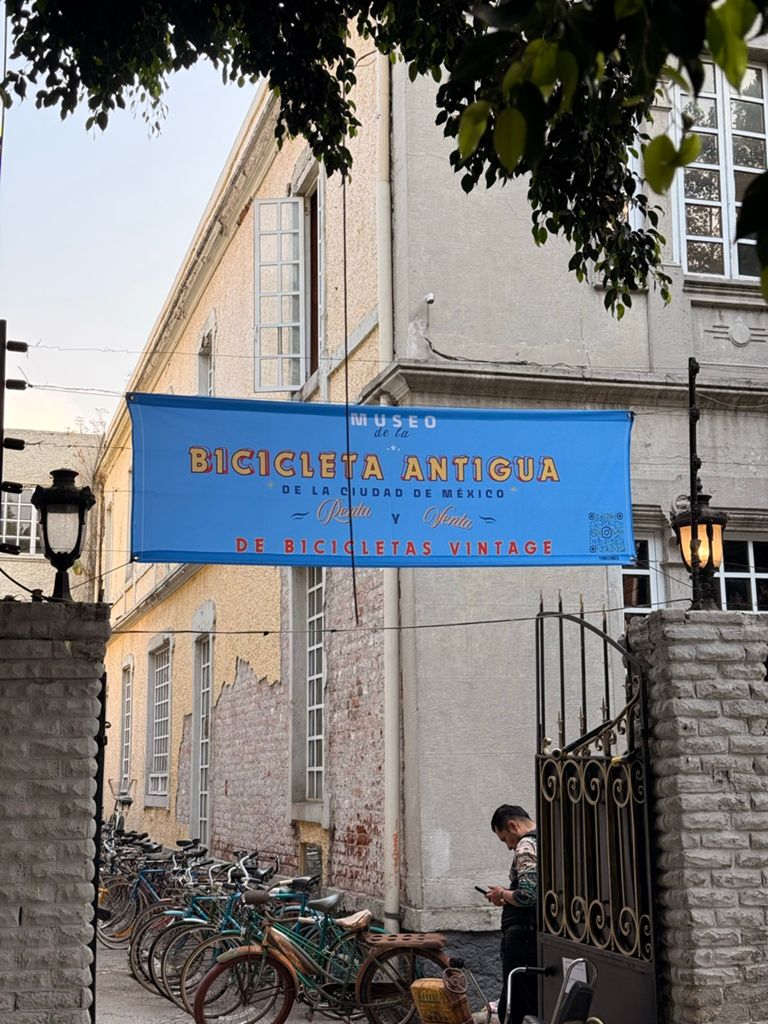 MUSEO
de la
BICICLETA ANTIGUA
DE LA CIUDAD DE MÉXICO
Renta Y Venta
DE BICICLETAS VINTAGE